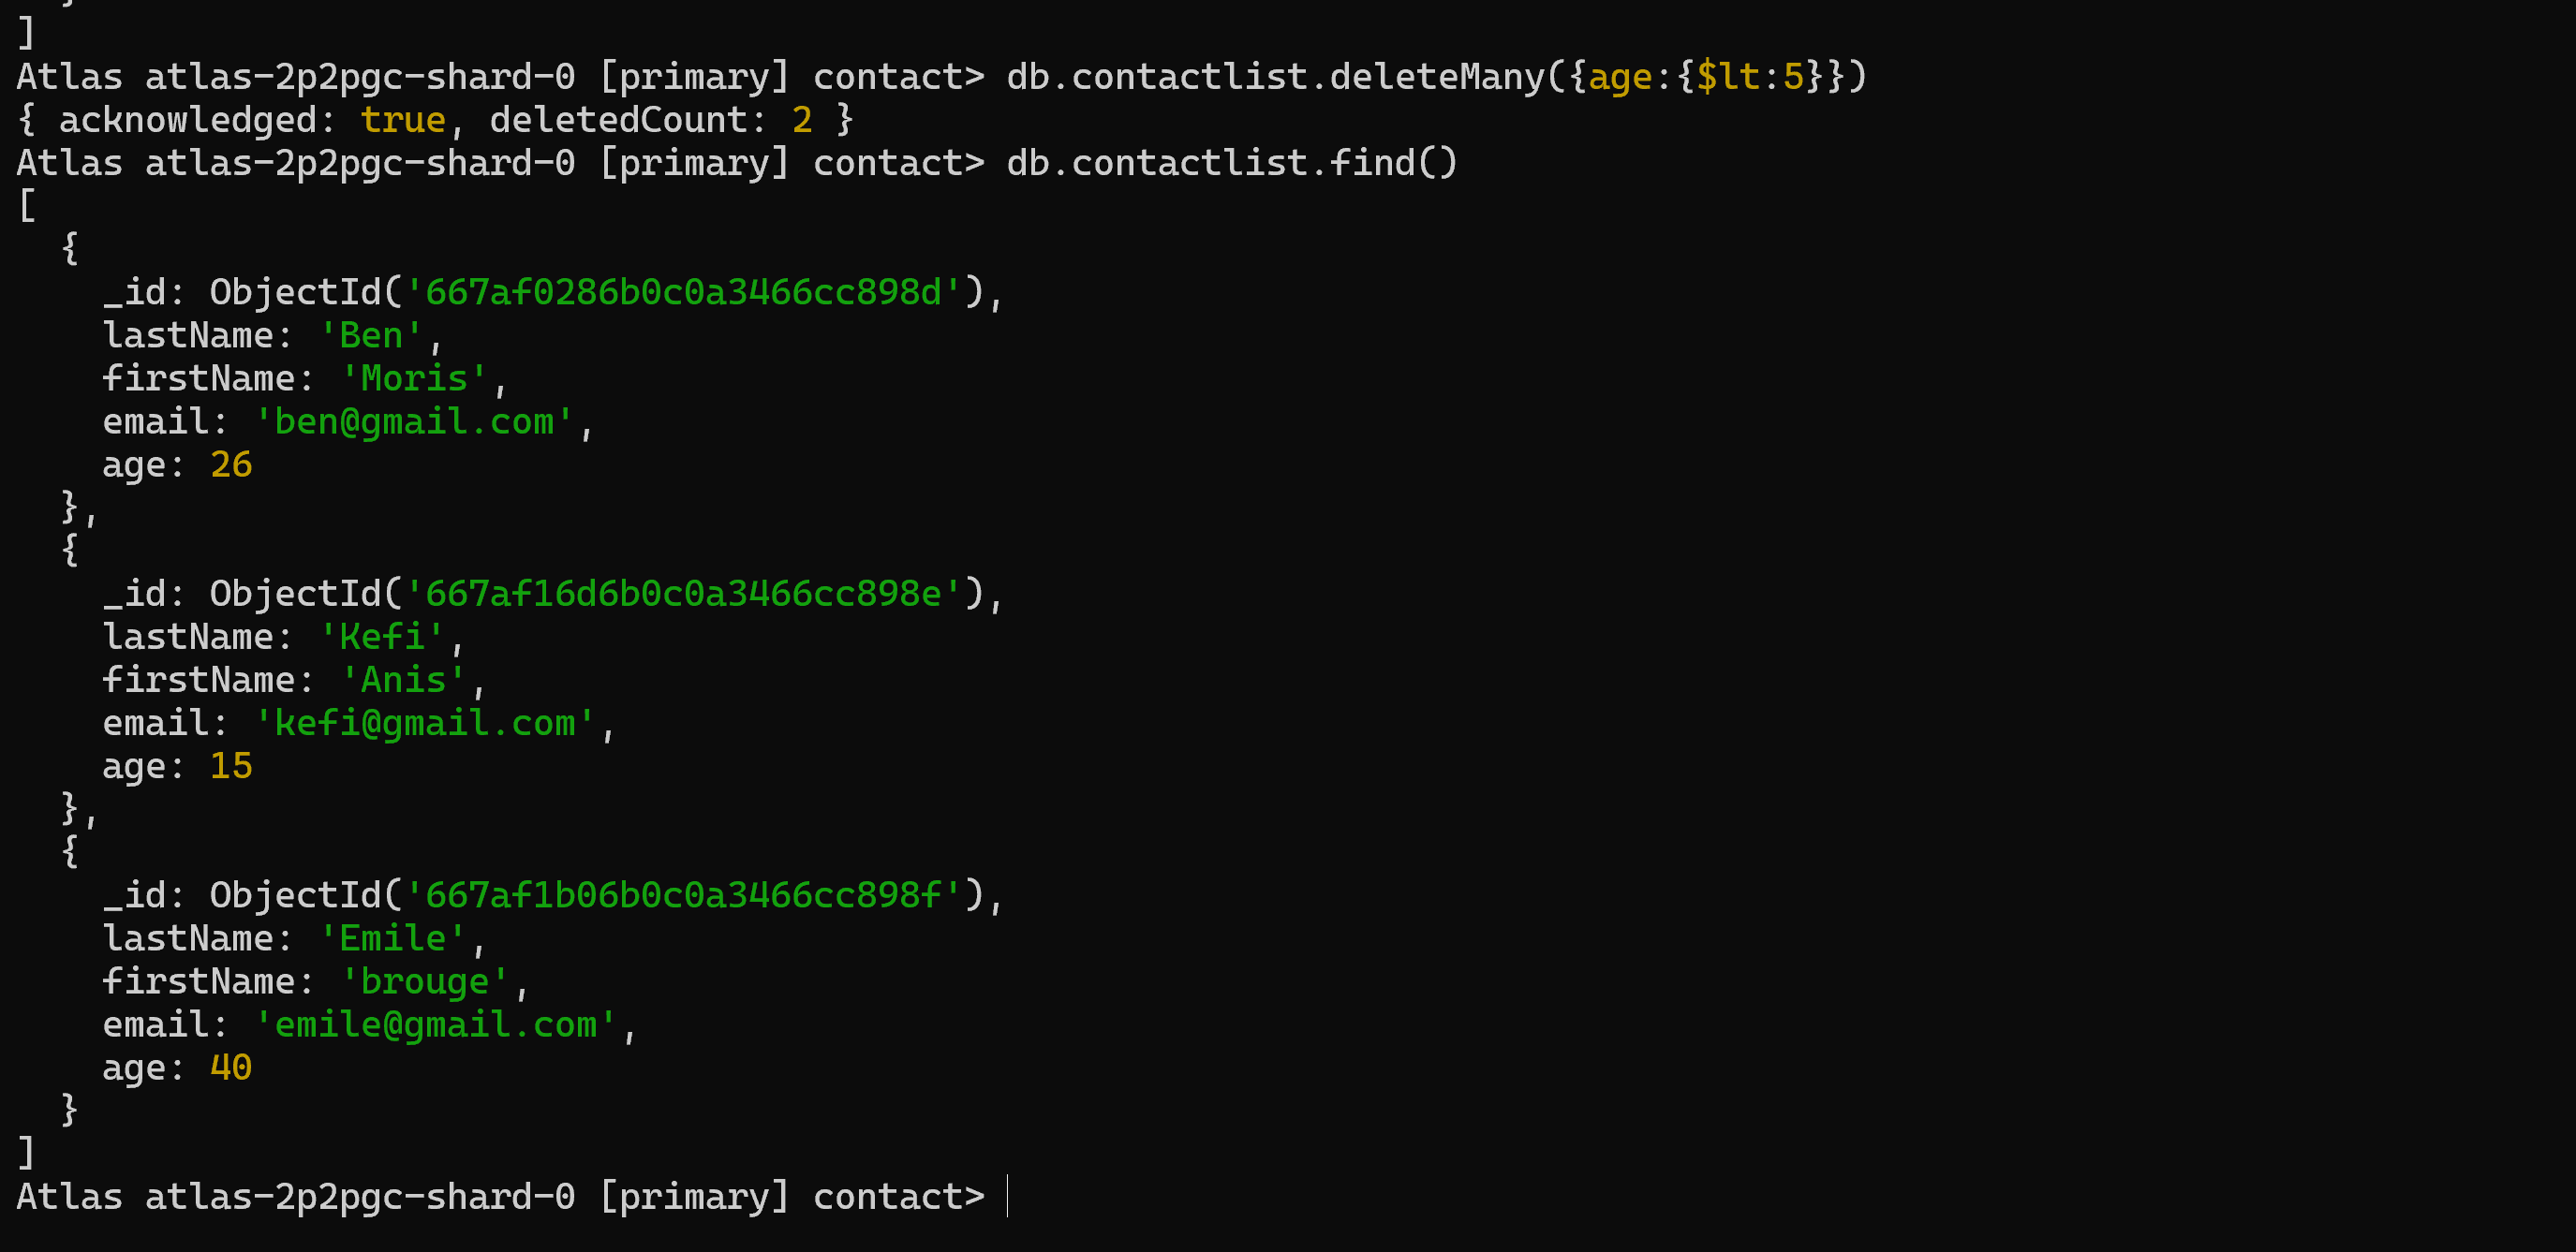 }
]
Atlas atlas-2p2pgc-shard-0 [primary] contact> db.contactlist.deleteMany({age:{$lt:5}})
{ acknowledged: true, deletedCount: 2 }
Atlas atlas-2p2pgc-shard-0 [primary] contact> db.contactlist.find()
[
  {
    _id: ObjectId('667af0286b0c0a3466cc898d'),
    lastName: 'Ben',
    firstName: 'Moris',
    email: 'ben@gmail.com',
    age: 26
  },
  {
    _id: ObjectId('667af16d6b0c0a3466cc898e'),
    lastName: 'Kefi',
    firstName: 'Anis',
    email: 'kefi@gmail.com',
    age: 15
  },
  {
    _id: ObjectId('667af1b06b0c0a3466cc898f'),
    lastName: 'Emile',
    firstName: 'brouge',
    email: 'emile@gmail.com',
    age: 40
  }
]
Atlas atlas-2p2pgc-shard-0 [primary] contact>